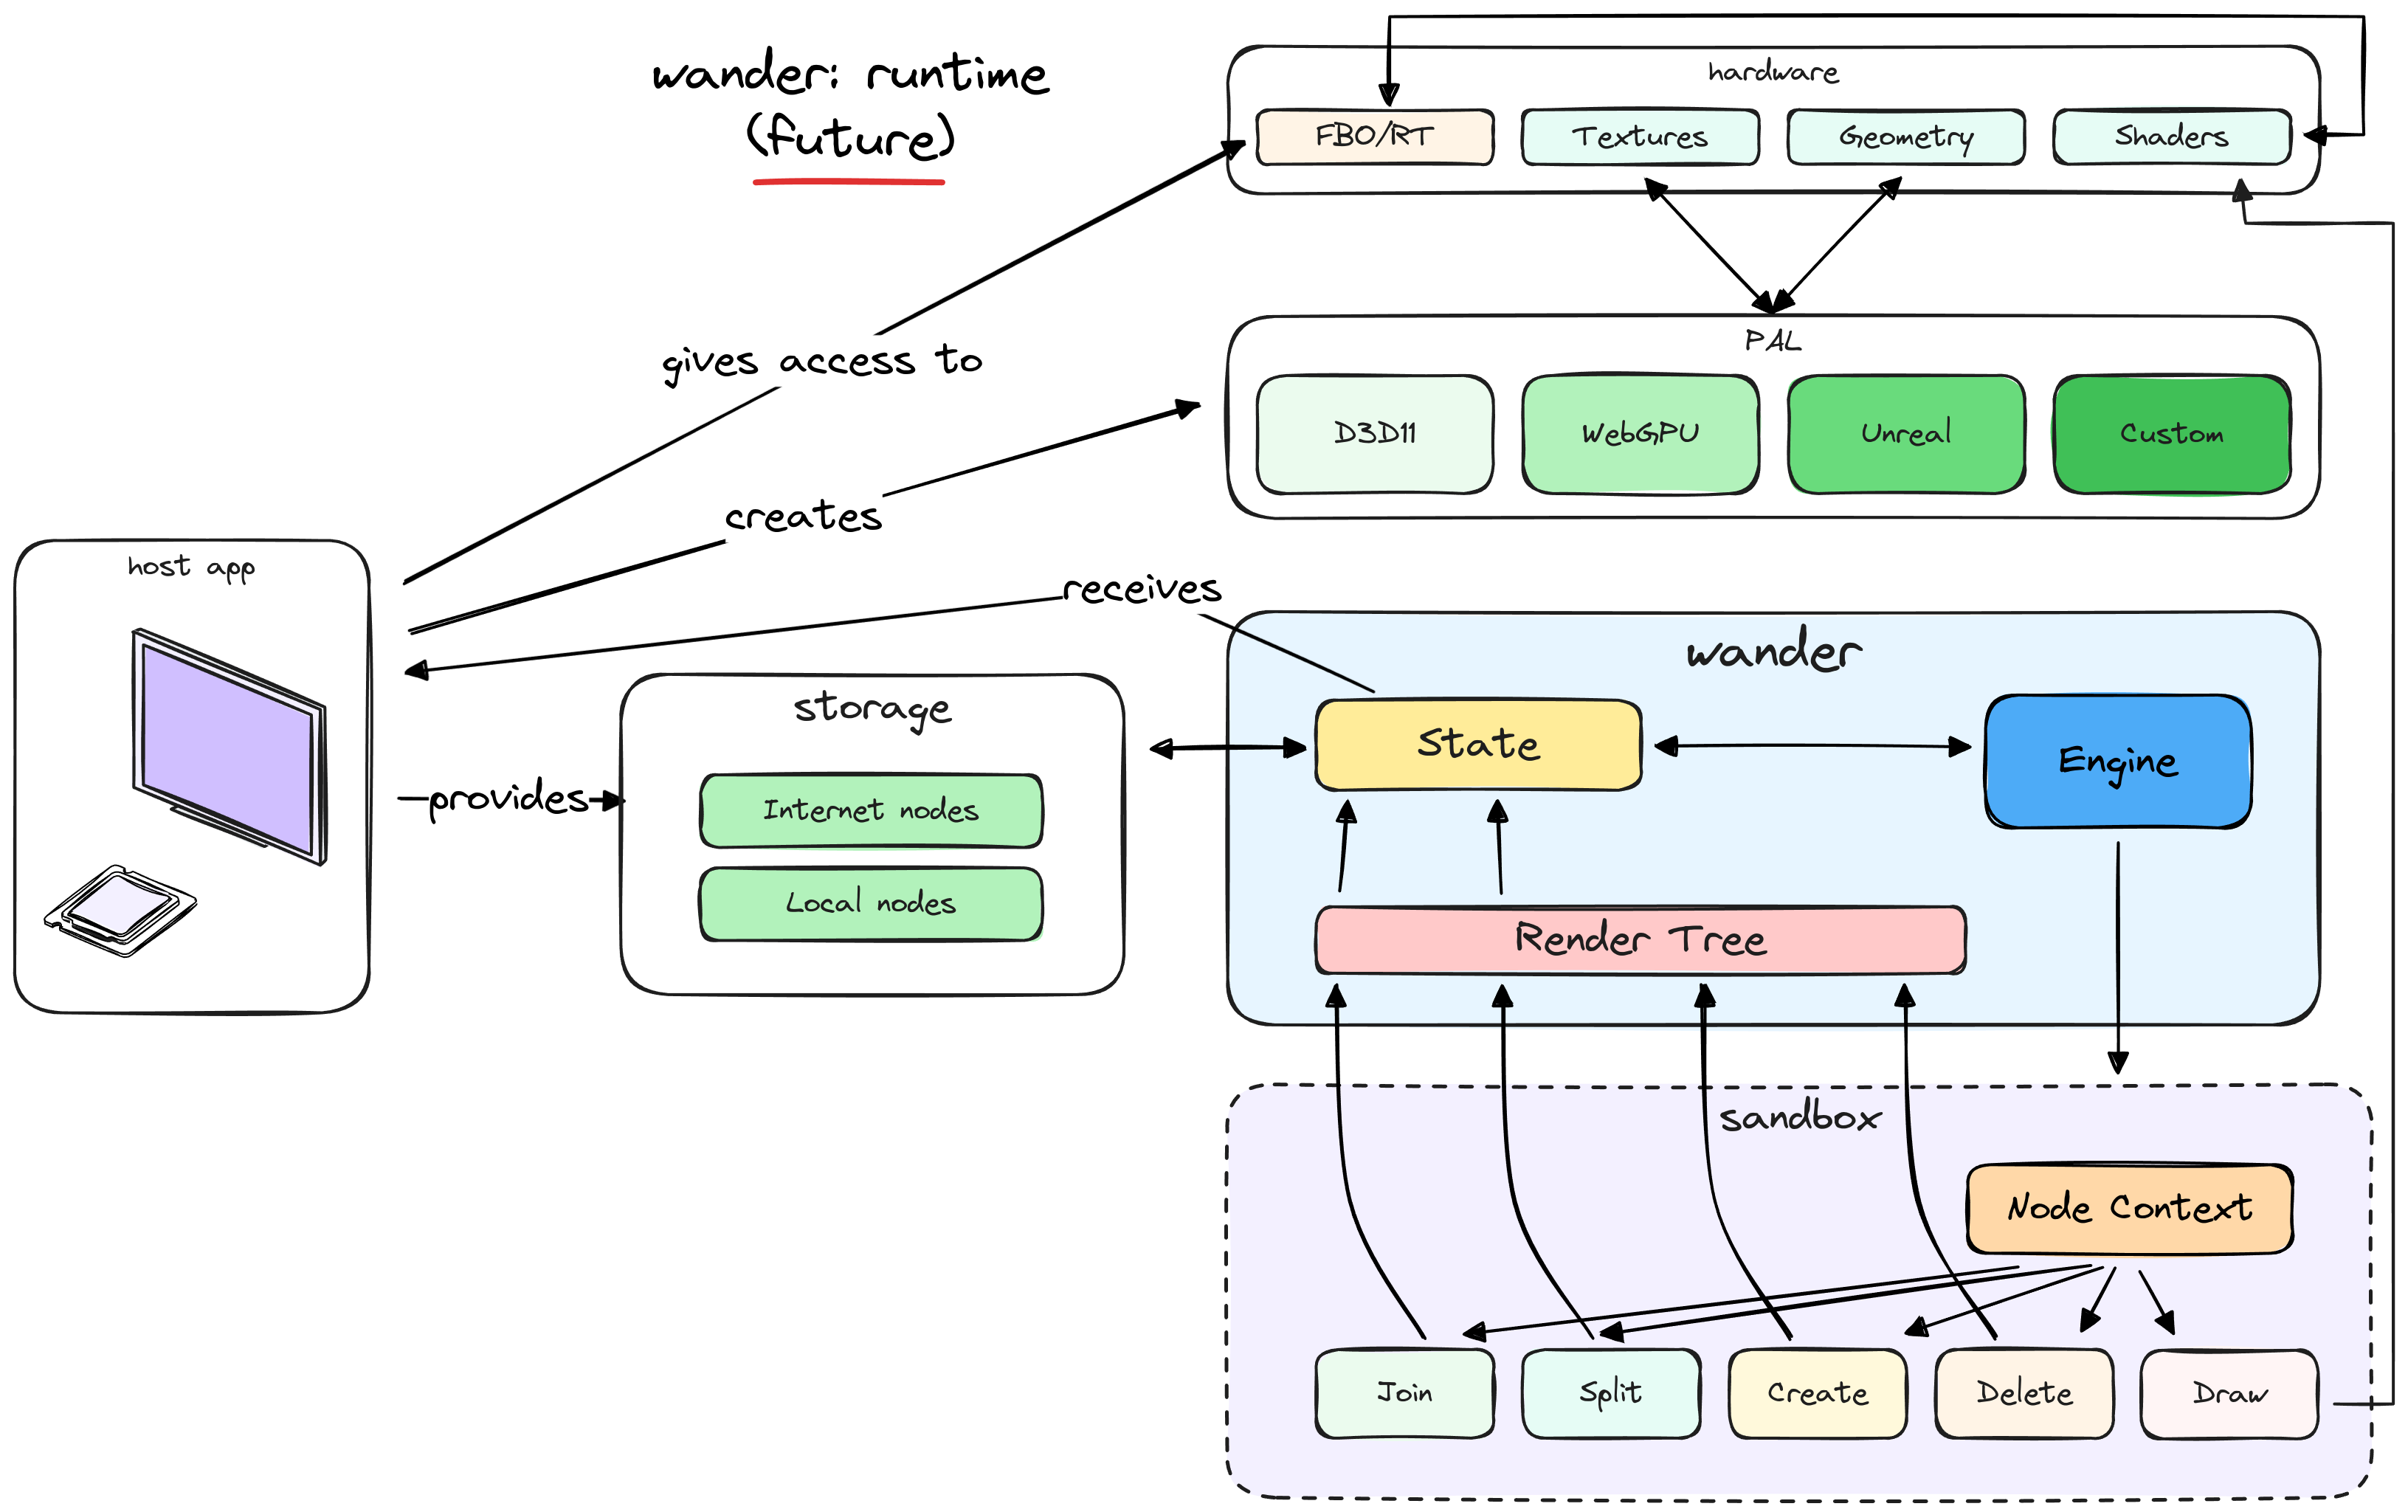 wander: runtime
(future)
hardware
FBO/RT
Textures
Geometry
Shaders
gives access to
PAL
D3D11
WebGPU
Unreal
Custom
creates
receives
host app
provides
storage
Internet nodes
Local nodes
wander
State
Engine
Render Tree
sandbox
Node Context
Join
Split
Create
Delete
Draw